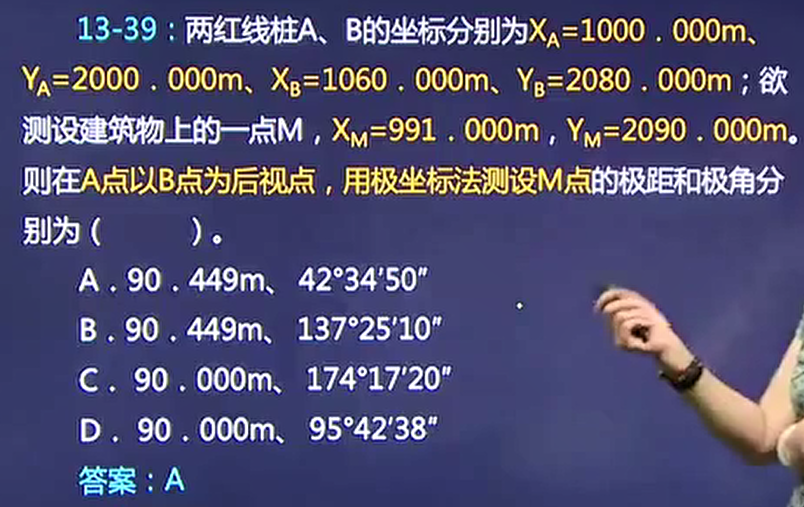 13-39：两红线桩A、B的坐标分别为XA=1000．000m、
YA=2000．000m、XB=1060．000m、YB=2080．000m；欲
测设建筑物上的一点M，XM=991．000m，YM=2090．000m。
则在A点以B点为后视点，用极坐标法测设M点的极距和极角分
别为（ ）。
A．90．449m、 42°34′50″
B．90．449m、 137°25′10″
C． 90．000m、 174°17′20″
D． 90．000m、 95°42′38″
答案：A